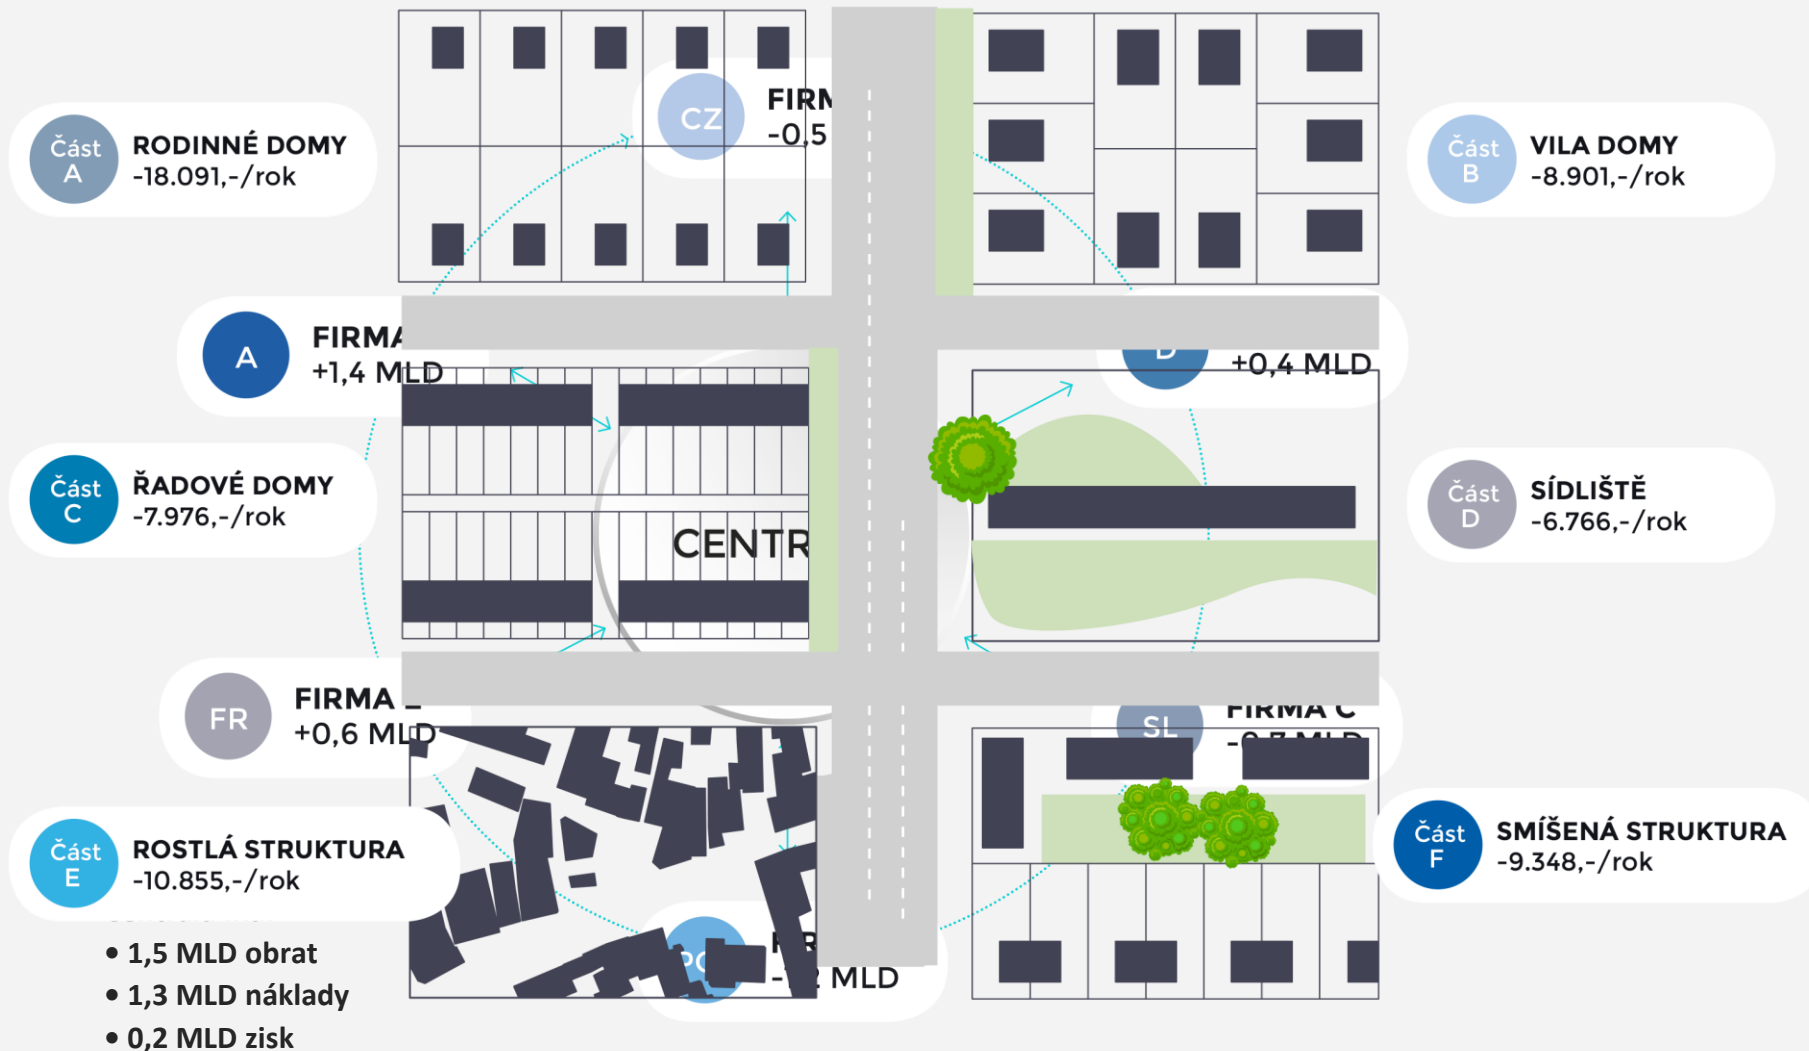 CZ
FIRM
-0,5
Část
A
RODINNÉ DOMY
-18.091,-/rok
Část
B
VILA DOMY
-8.901,-/rok
A
FIRMA
+1,4 MLD
D
+0,4 MLD
Část
C
ŘADOVÉ DOMY
-7.976,-/rok
CENTR
Část
D
SÍDLIŠTĚ
-6.766,-/rok
FR
FIRMA
+0,6 MLD
SL
FIRMA C
Část
E
ROSTLÁ STRUKTURA
-10.855,-/rok
Část
F
SMÍŠENÁ STRUKTURA
-9.348,-/rok
MLD
• 1,5 MLD obrat
• 1,3 MLD náklady
• 0,2 MLD zisk